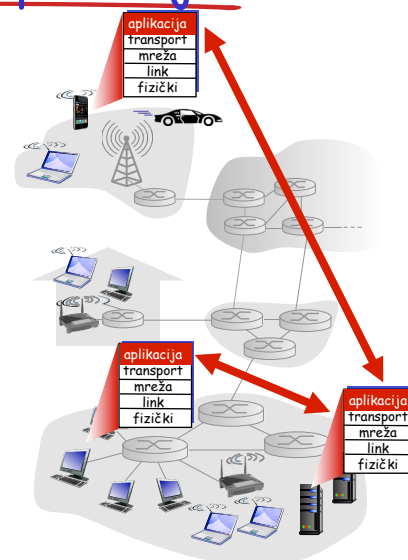 aplikacija
transport
mreža
link
fizički
aplikacija
transport
mreža
link
fizički
aplikacija
transport
mreža
link
fizički